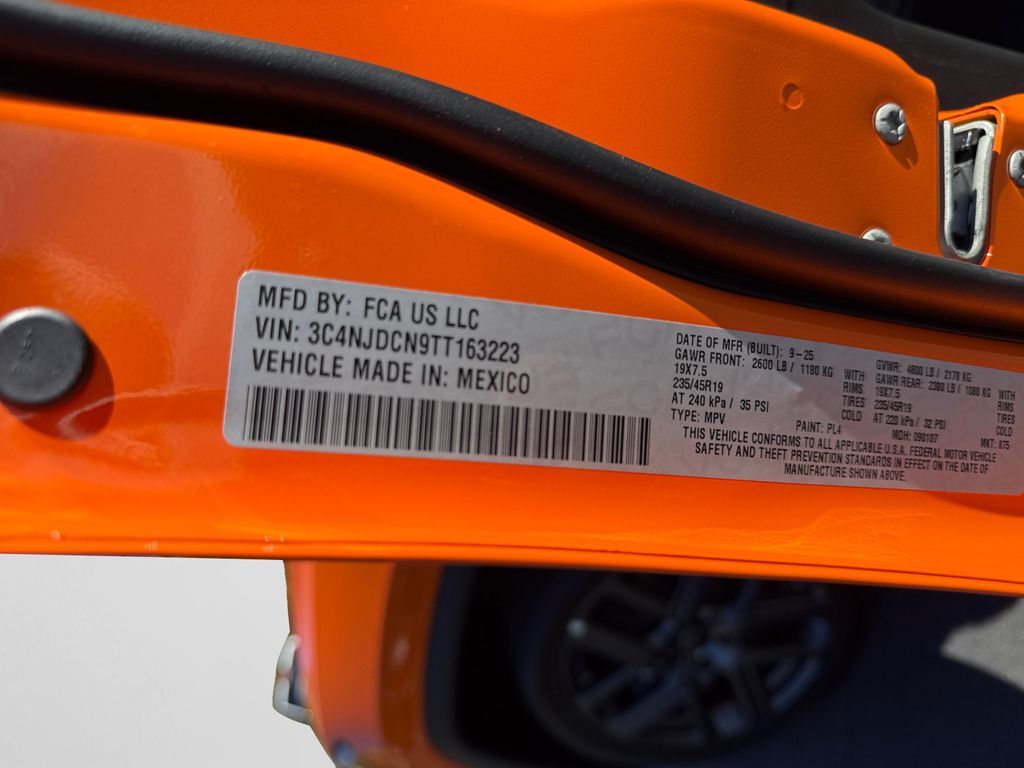 MFD BY: FCA US LLC
VIN: 3C4NJDCN9TT163223
VEHICLE MADE IN: MEXICO
DATE OF MFR (BUILT): 9-25
GVWR: 4800 LB / 2176 KG
GAWR FRONT: 2600 LB / 1180 KG WITH
GAWR REAR: 2380 LB / 1080 KG WITH
19X7.5 RIMS
19X7.5 RIMS
235/45R19 TIRES
235/45R19 TIRES
AT 240 kPa / 35 PSI COLD
AT 220 kPa / 32 PSI COLD
TYPE: MPV PAINT: PL4 MDH: 090107 MKT: 875
THIS VEHICLE CONFORMS TO ALL APPLICABLE U.S.A. FEDERAL MOTOR VEHICLE
SAFETY AND THEFT PREVENTION STANDARDS IN EFFECT ON THE DATE OF
MANUFACTURE SHOWN ABOVE.